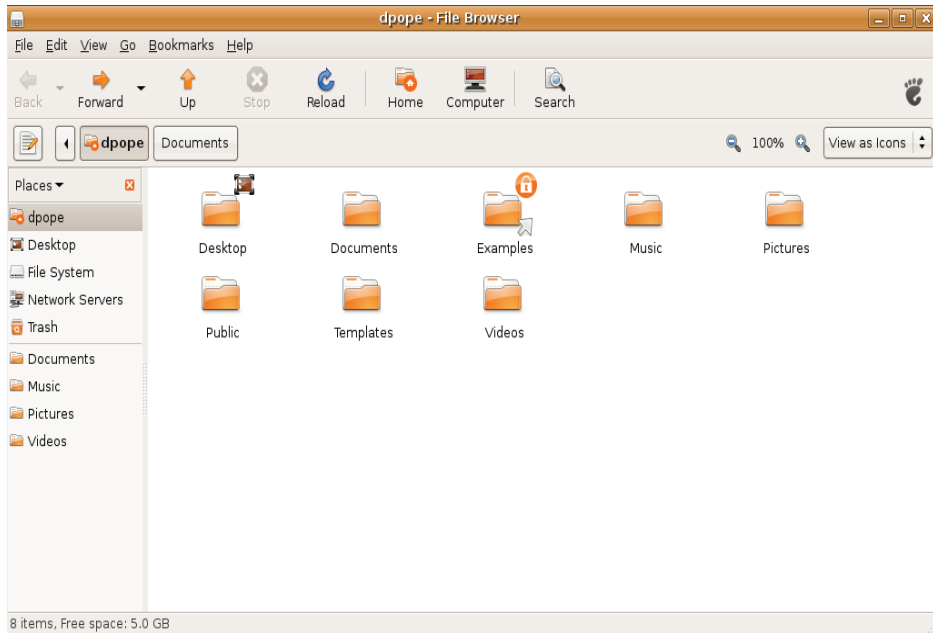 dpope - File Browser
File Edit View Go Bookmarks Help
Back Forward Up Stop Reload Home Computer Search
dpope Documents 100% View as Icons
Places
dpope
Desktop
File System
Network Servers
Trash
Documents
Music
Pictures
Videos
Desktop Documents Examples Music Pictures
Public Templates Videos
8 items, Free space: 5.0 GB